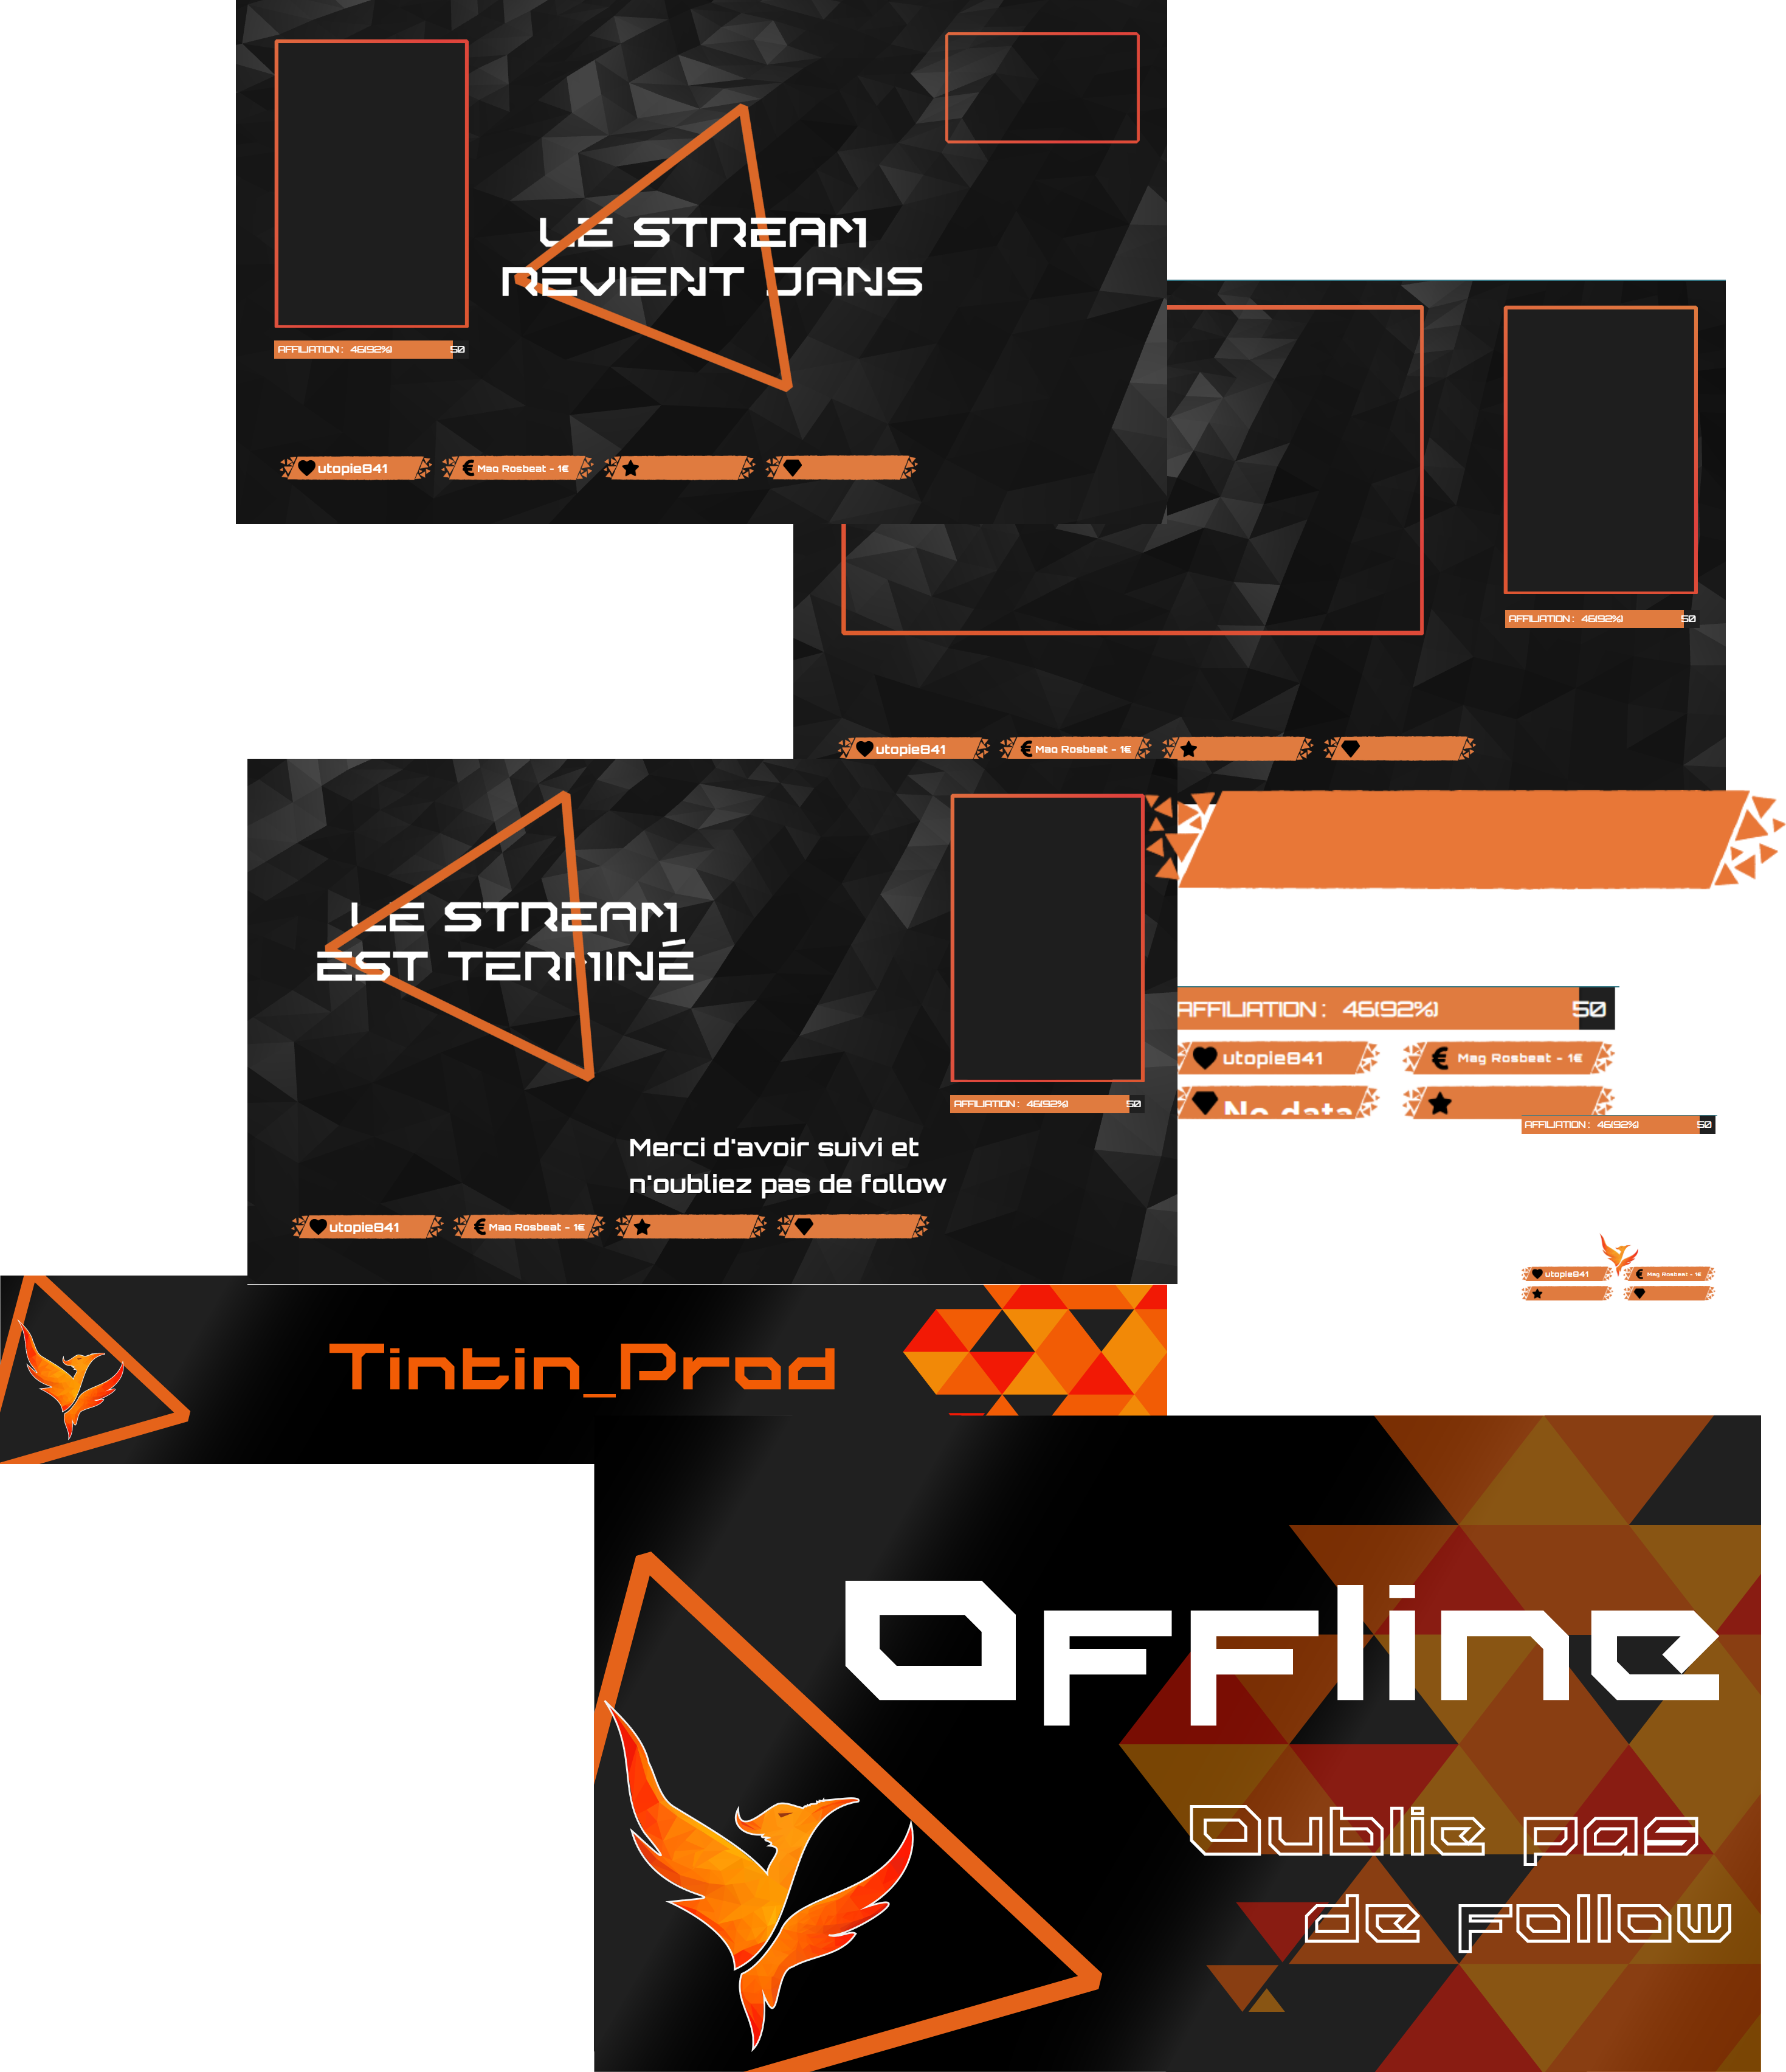 LE STREAM
REVIENT DANS
AFFILIATION : 46(92%) 50
utopie841
Mag Rosbeat - 1€
AFFILIATION : 46(92%) 50
utopie841
Mag Rosbeat - 1€
LE STREAM
EST TERMINÉ
AFFILIATION : 46(92%) 50
Merci d'avoir suivi et
n'oubliez pas de follow
utopie841
Mag Rosbeat - 1€
AFFILIATION : 46(92%) 50
utopie841
Mag Rosbeat - 1€
No data
AFFILIATION : 46(92%) 50
utopie841
Mag Rosbeat - 1€
Tintin_Prod
Offline
Oublie pas
de follow